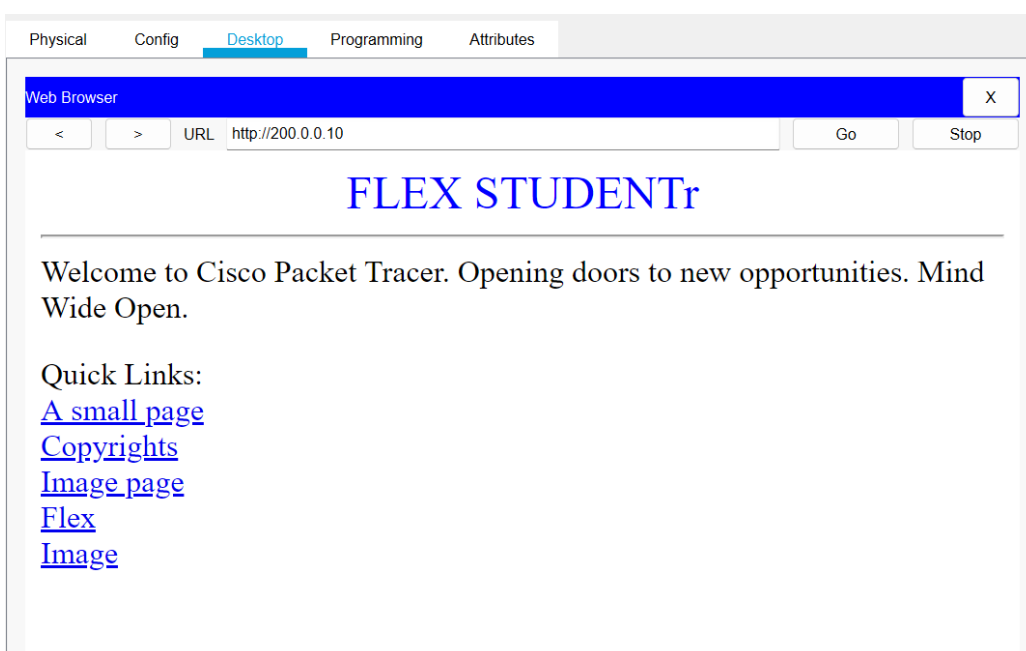 Physical Config Desktop Programming Attributes
Web Browser X
< > URL http://200.0.0.10 Go Stop
FLEX STUDENTr
Welcome to Cisco Packet Tracer. Opening doors to new opportunities. Mind
Wide Open.
Quick Links:
A small page
Copyrights
Image page
Flex
Image